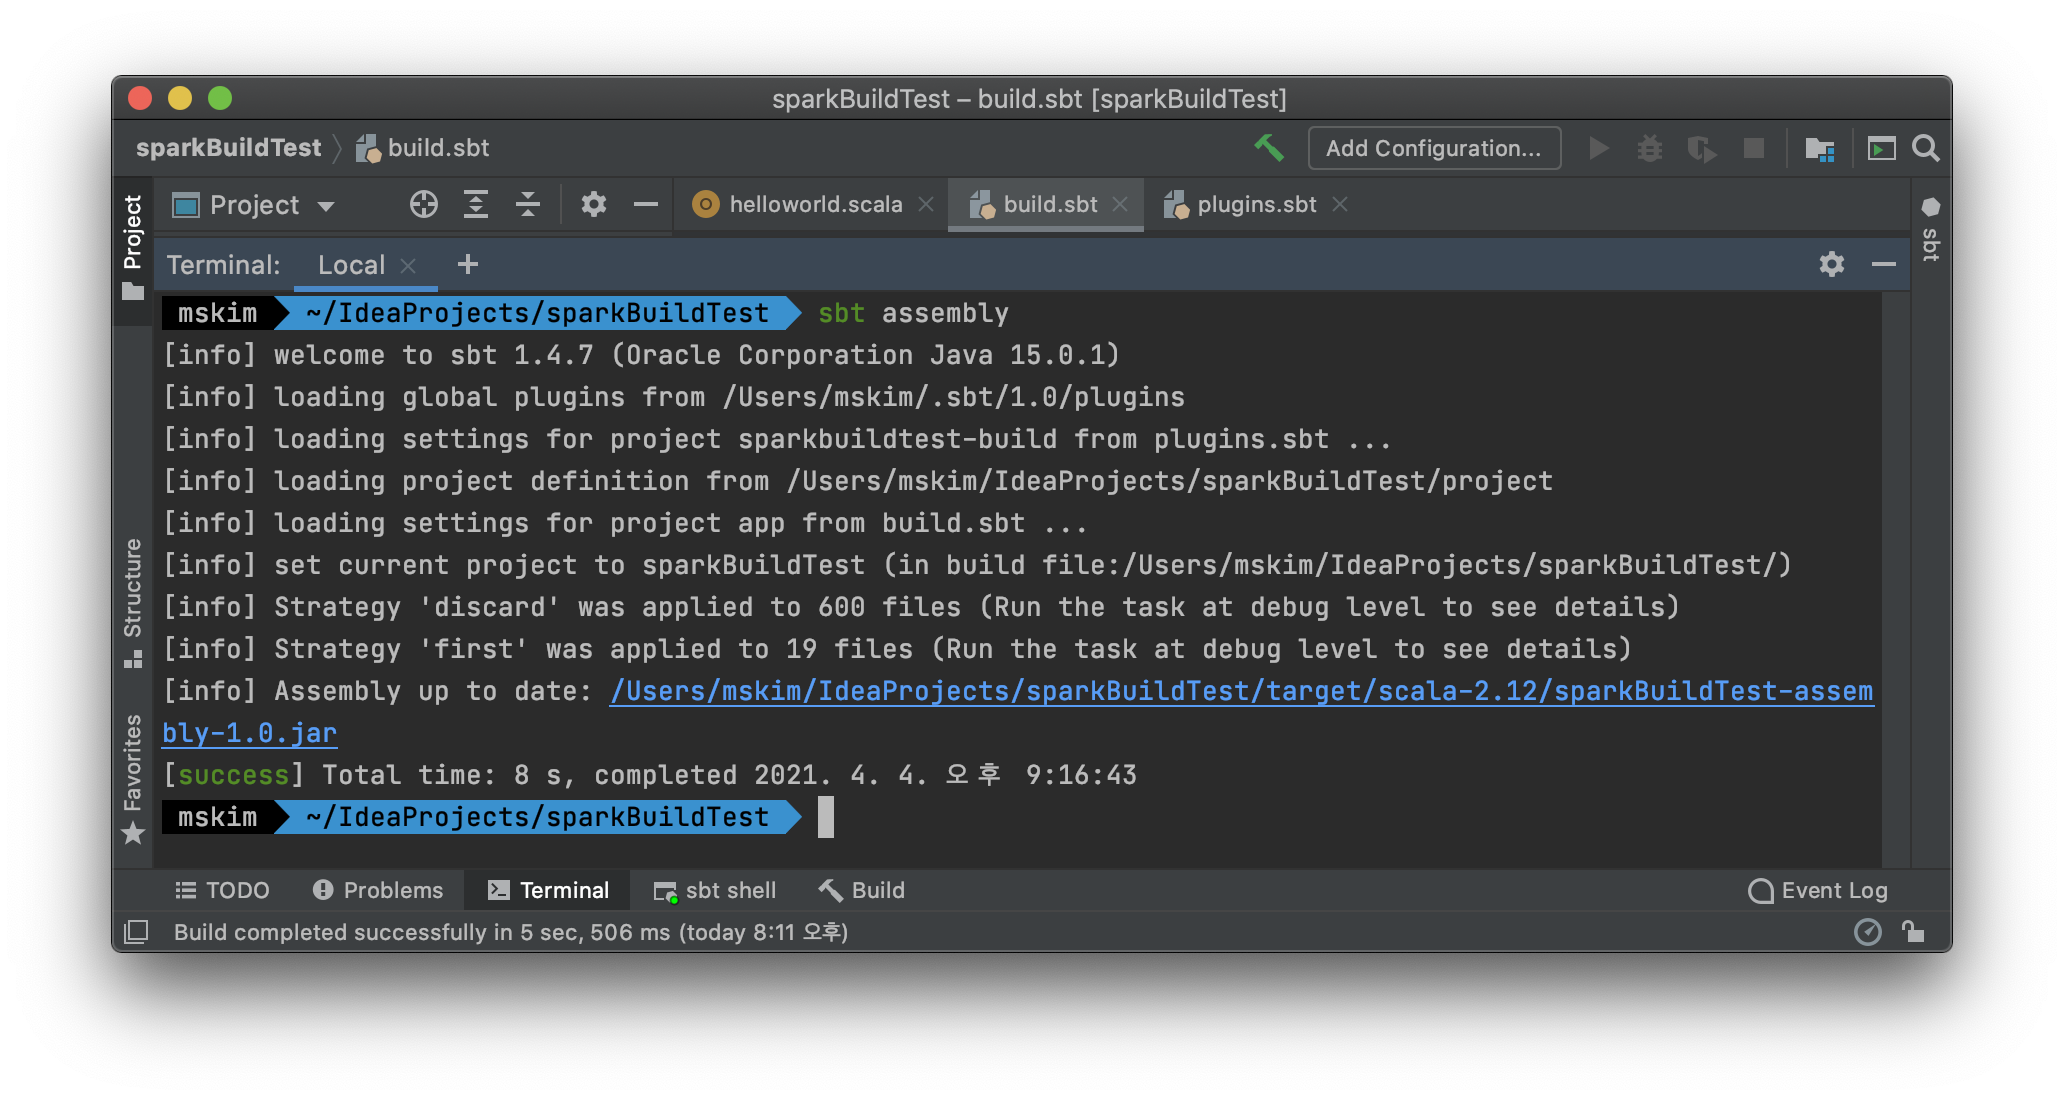 sparkBuildTest – build.sbt [sparkBuildTest]
sparkBuildTest build.sbt Add Configuration...
Project helloworld.scala build.sbt plugins.sbt
Project
sbt
Terminal: Local +
mskim ~/IdeaProjects/sparkBuildTest sbt assembly
[info] welcome to sbt 1.4.7 (Oracle Corporation Java 15.0.1)
[info] loading global plugins from /Users/mskim/.sbt/1.0/plugins
[info] loading settings for project sparkbuildtest-build from plugins.sbt ...
[info] loading project definition from /Users/mskim/IdeaProjects/sparkBuildTest/project
[info] loading settings for project app from build.sbt ...
[info] set current project to sparkBuildTest (in build file:/Users/mskim/IdeaProjects/sparkBuildTest/)
[info] Strategy 'discard' was applied to 600 files (Run the task at debug level to see details)
[info] Strategy 'first' was applied to 19 files (Run the task at debug level to see details)
[info] Assembly up to date: /Users/mskim/IdeaProjects/sparkBuildTest/target/scala-2.12/sparkBuildTest-assem
bly-1.0.jar
[success] Total time: 8 s, completed 2021. 4. 4. 오후 9:16:43
mskim ~/IdeaProjects/sparkBuildTest
Structure
Favorites
TODO Problems Terminal sbt shell Build Event Log
Build completed successfully in 5 sec, 506 ms (today 8:11 오후)